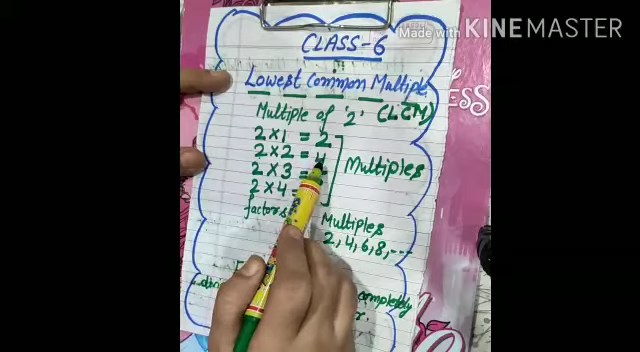 Made with KINEMASTER
CLASS-6
Lowest Common Multiple
Multiple of '2' (LCM)
2 × 1 = 2
2 × 2 = 4
2 × 3 =
2 × 4 =
Multiples
factors Multiples
2, 4, 6, 8, ---
completely
ESS